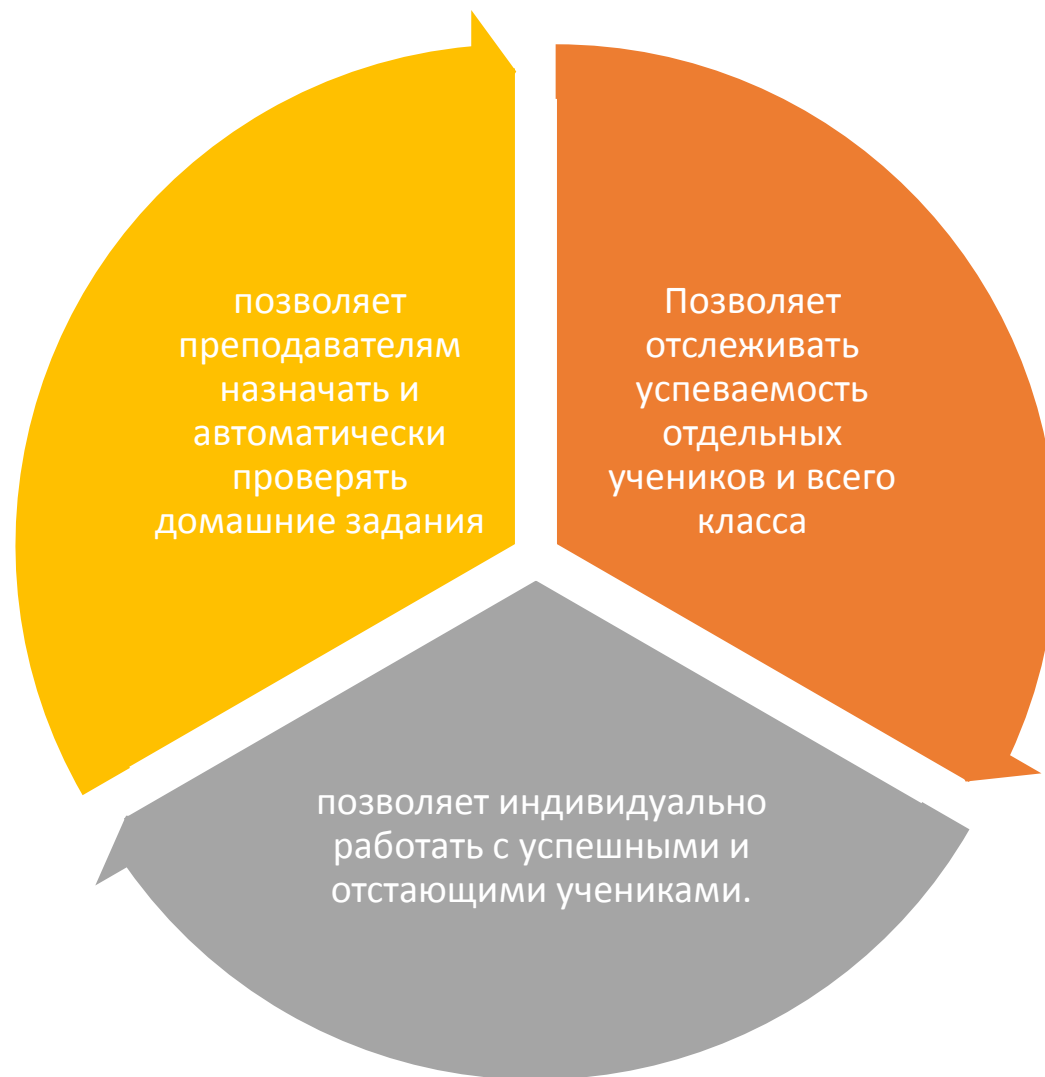 позволяет
преподавателям
назначать и
автоматически
проверять
домашние задания
Позволяет
отслеживать
успеваемость
отдельных
учеников и всего
класса
позволяет индивидуально
работать с успешными и
отстающими учениками.